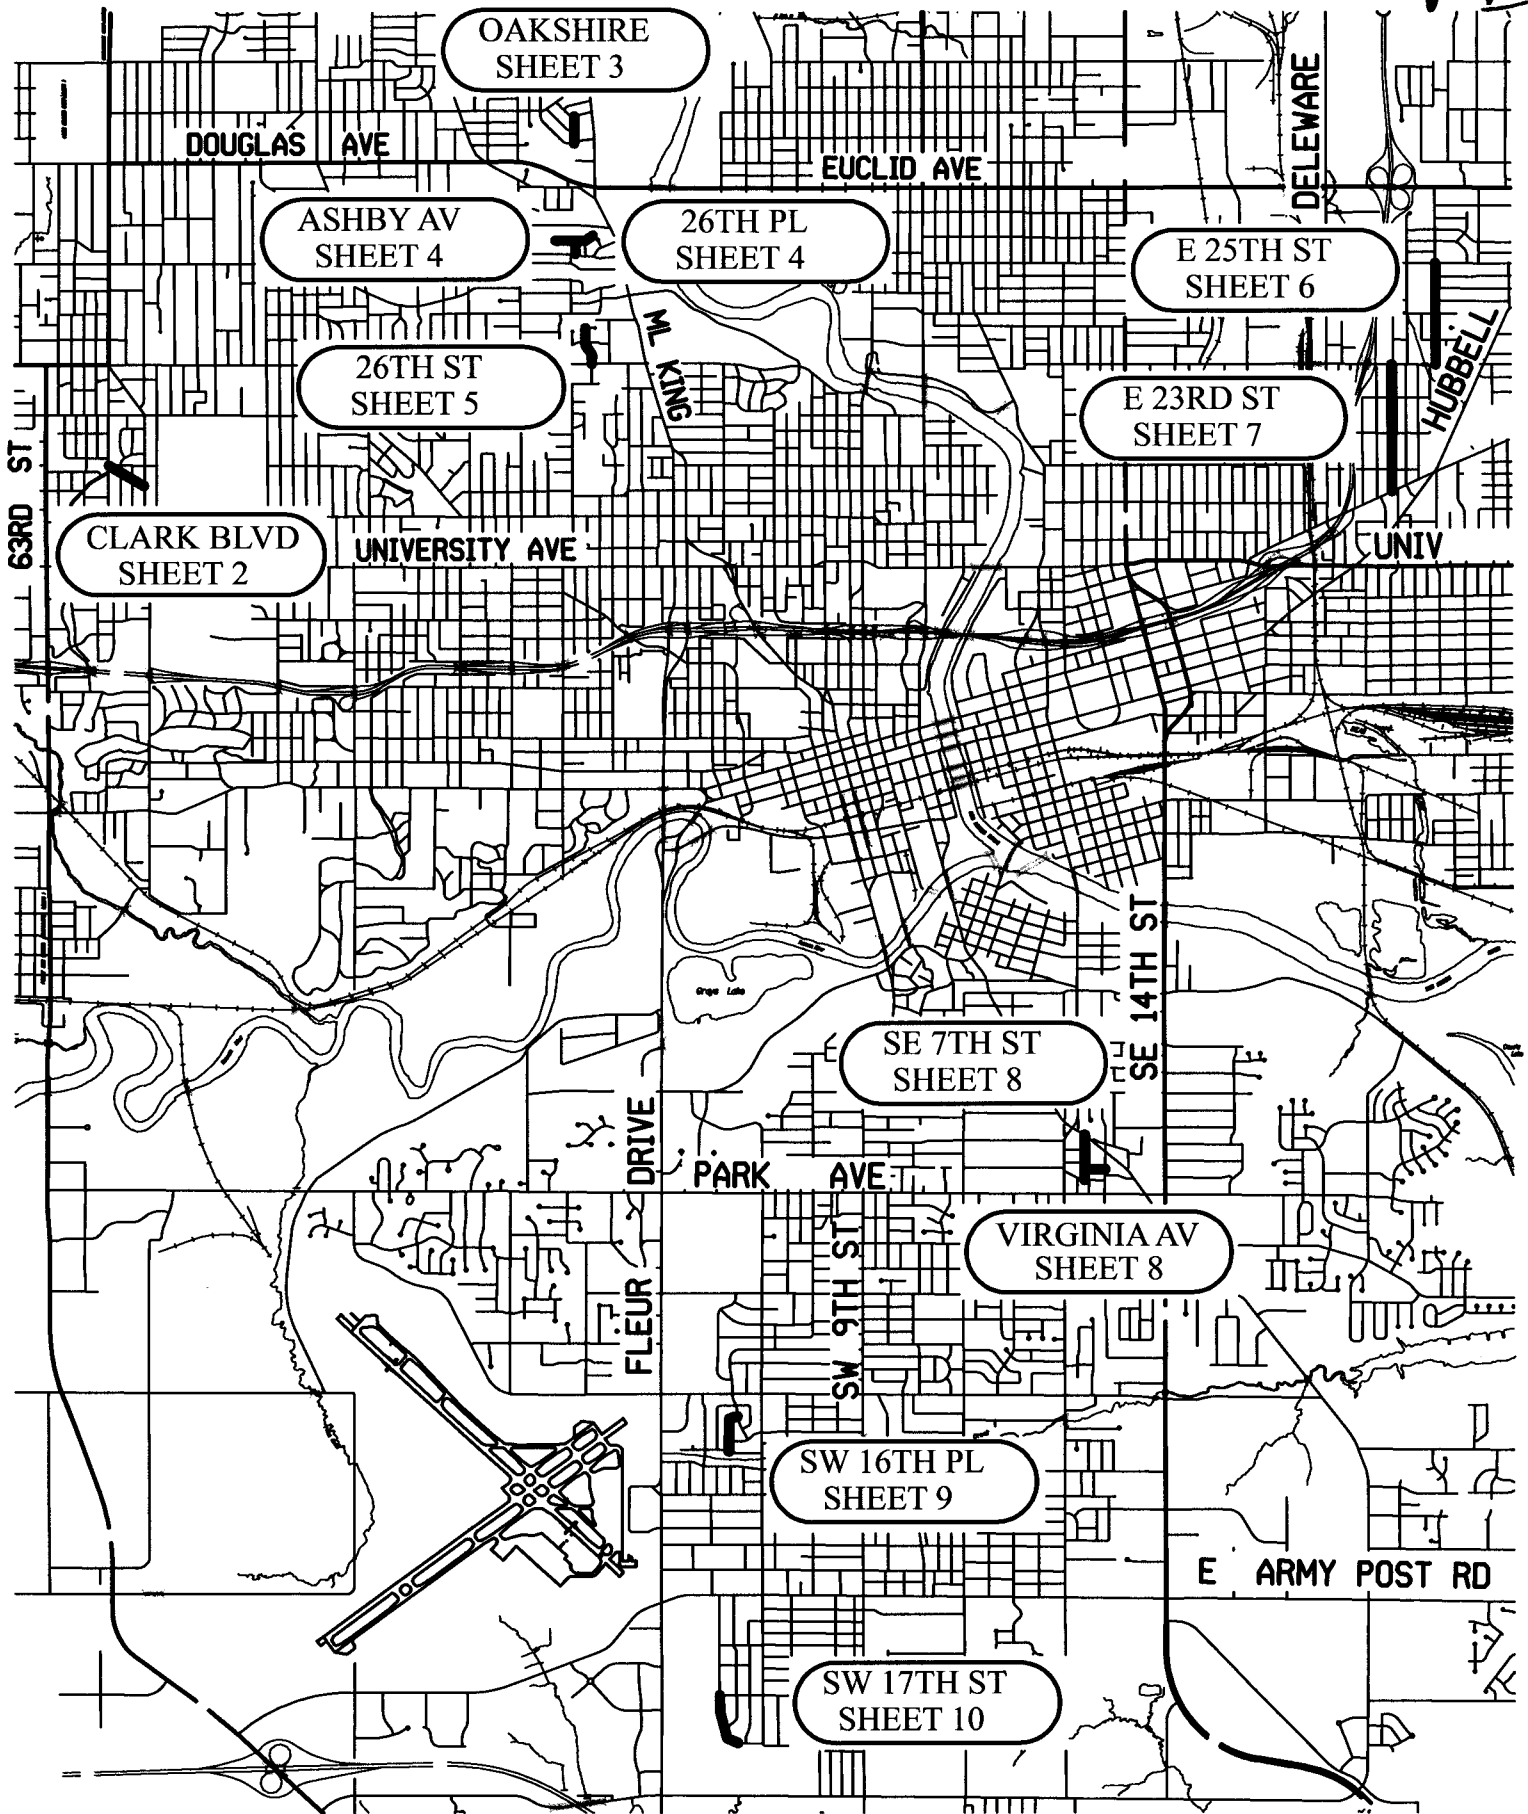 OAKSHIRE
SHEET 3
DOUGLAS AVE
EUCLID AVE
DELEWARE
ASHBY AV
SHEET 4
26TH PL
SHEET 4
E 25TH ST
SHEET 6
ML KING
HUBBELL
26TH ST
SHEET 5
E 23RD ST
SHEET 7
63RD ST
CLARK BLVD
SHEET 2
UNIVERSITY AVE
UNIV
SE 14TH ST
Grays Lake
SE 7TH ST
SHEET 8
FLEUR DRIVE
PARK AVE
SW 9TH ST
VIRGINIA AV
SHEET 8
SW 16TH PL
SHEET 9
E ARMY POST RD
SW 17TH ST
SHEET 10